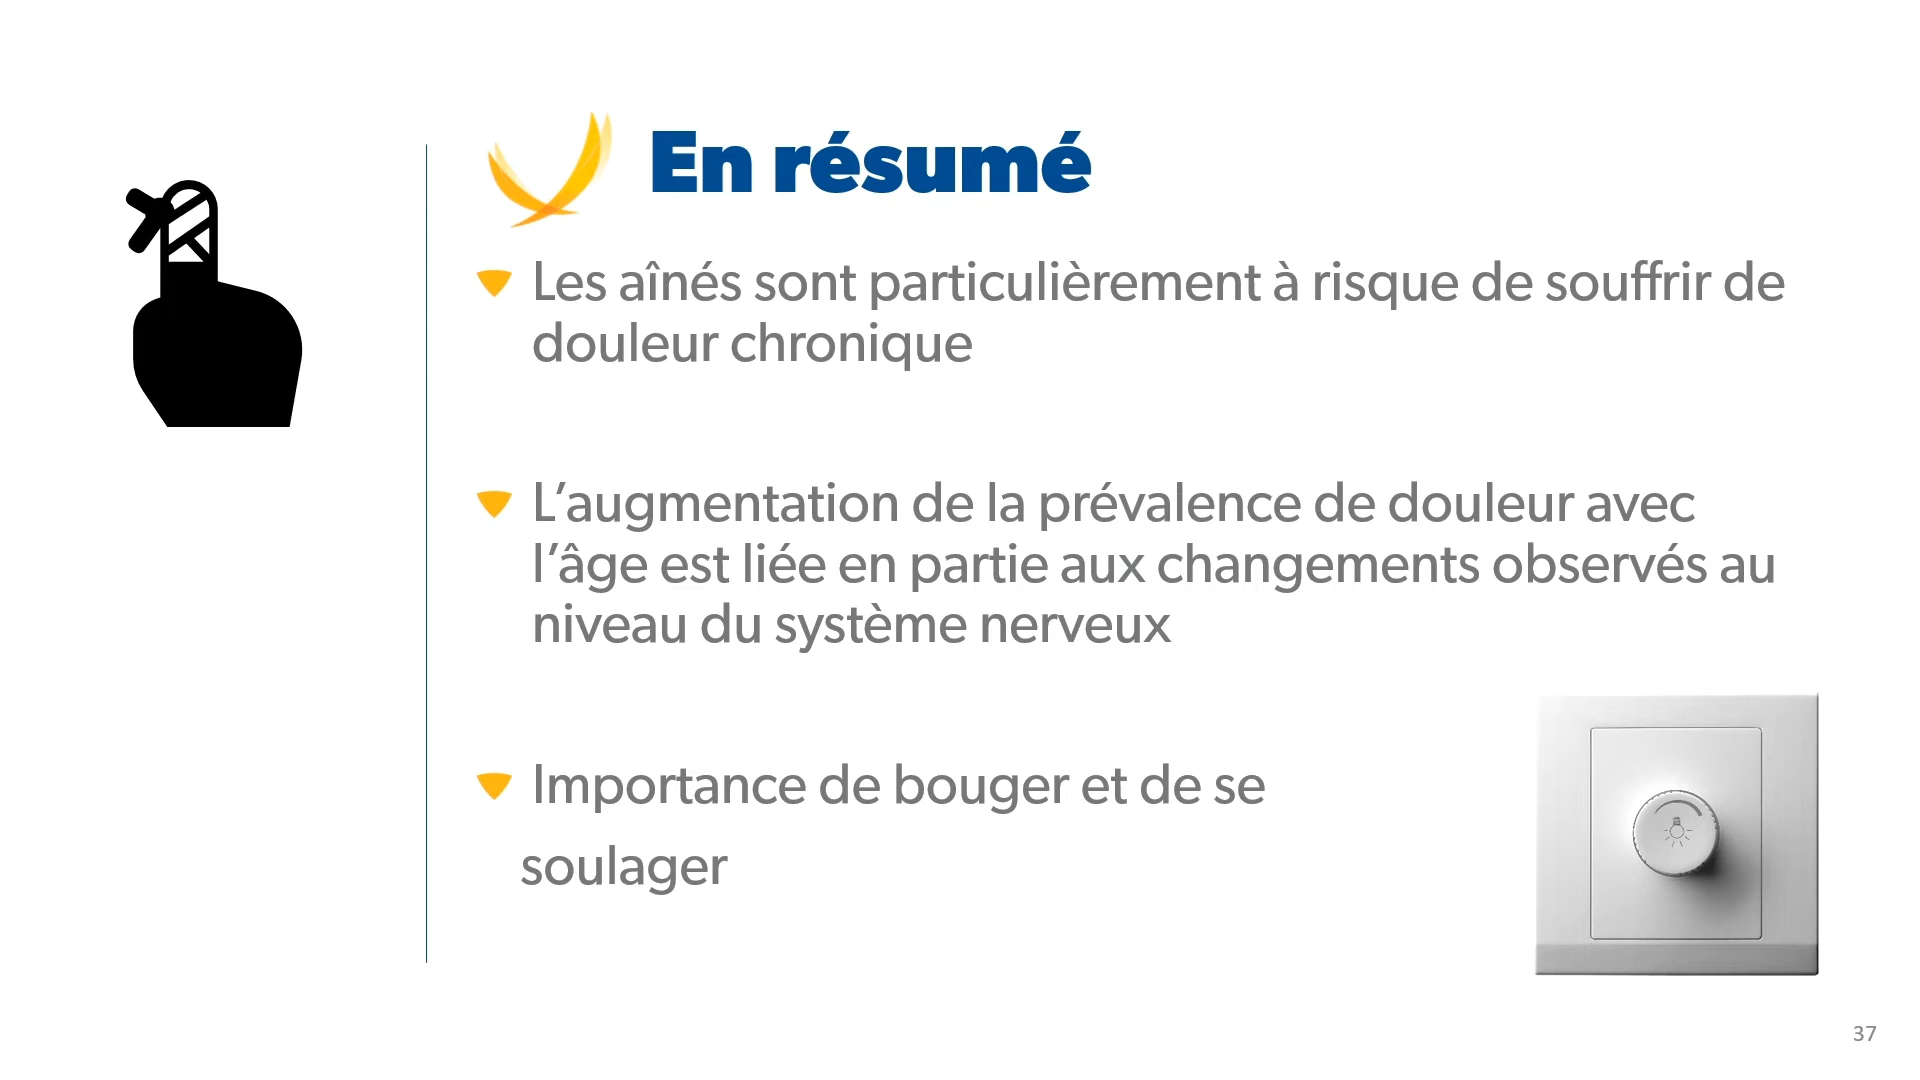 En résumé
Les aînés sont particulièrement à risque de souffrir de
douleur chronique
L’augmentation de la prévalence de douleur avec
l’âge est liée en partie aux changements observés au
niveau du système nerveux
Importance de bouger et de se
soulager
37